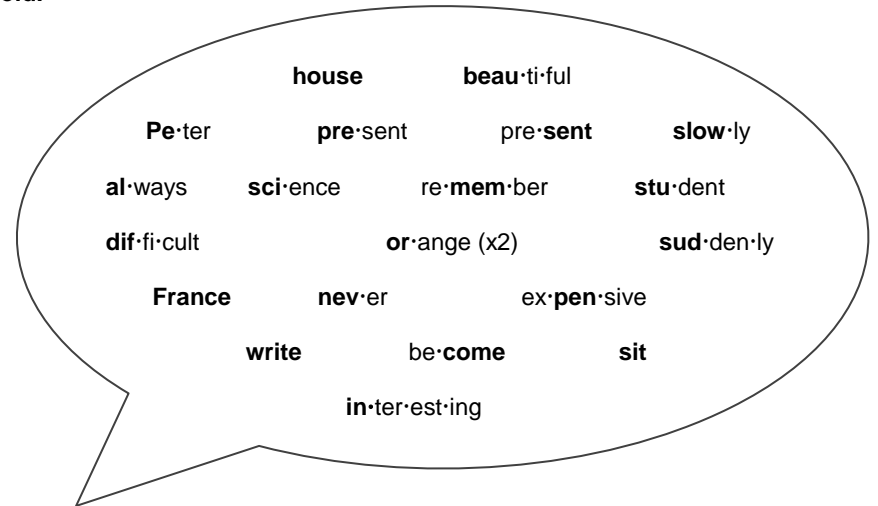 house beau·ti·ful
Pe·ter pre·sent pre·sent slow·ly
al·ways sci·ence re·mem·ber stu·dent
dif·fi·cult or·ange (x2) sud·den·ly
France nev·er ex·pen·sive
write be·come sit
in·ter·est·ing